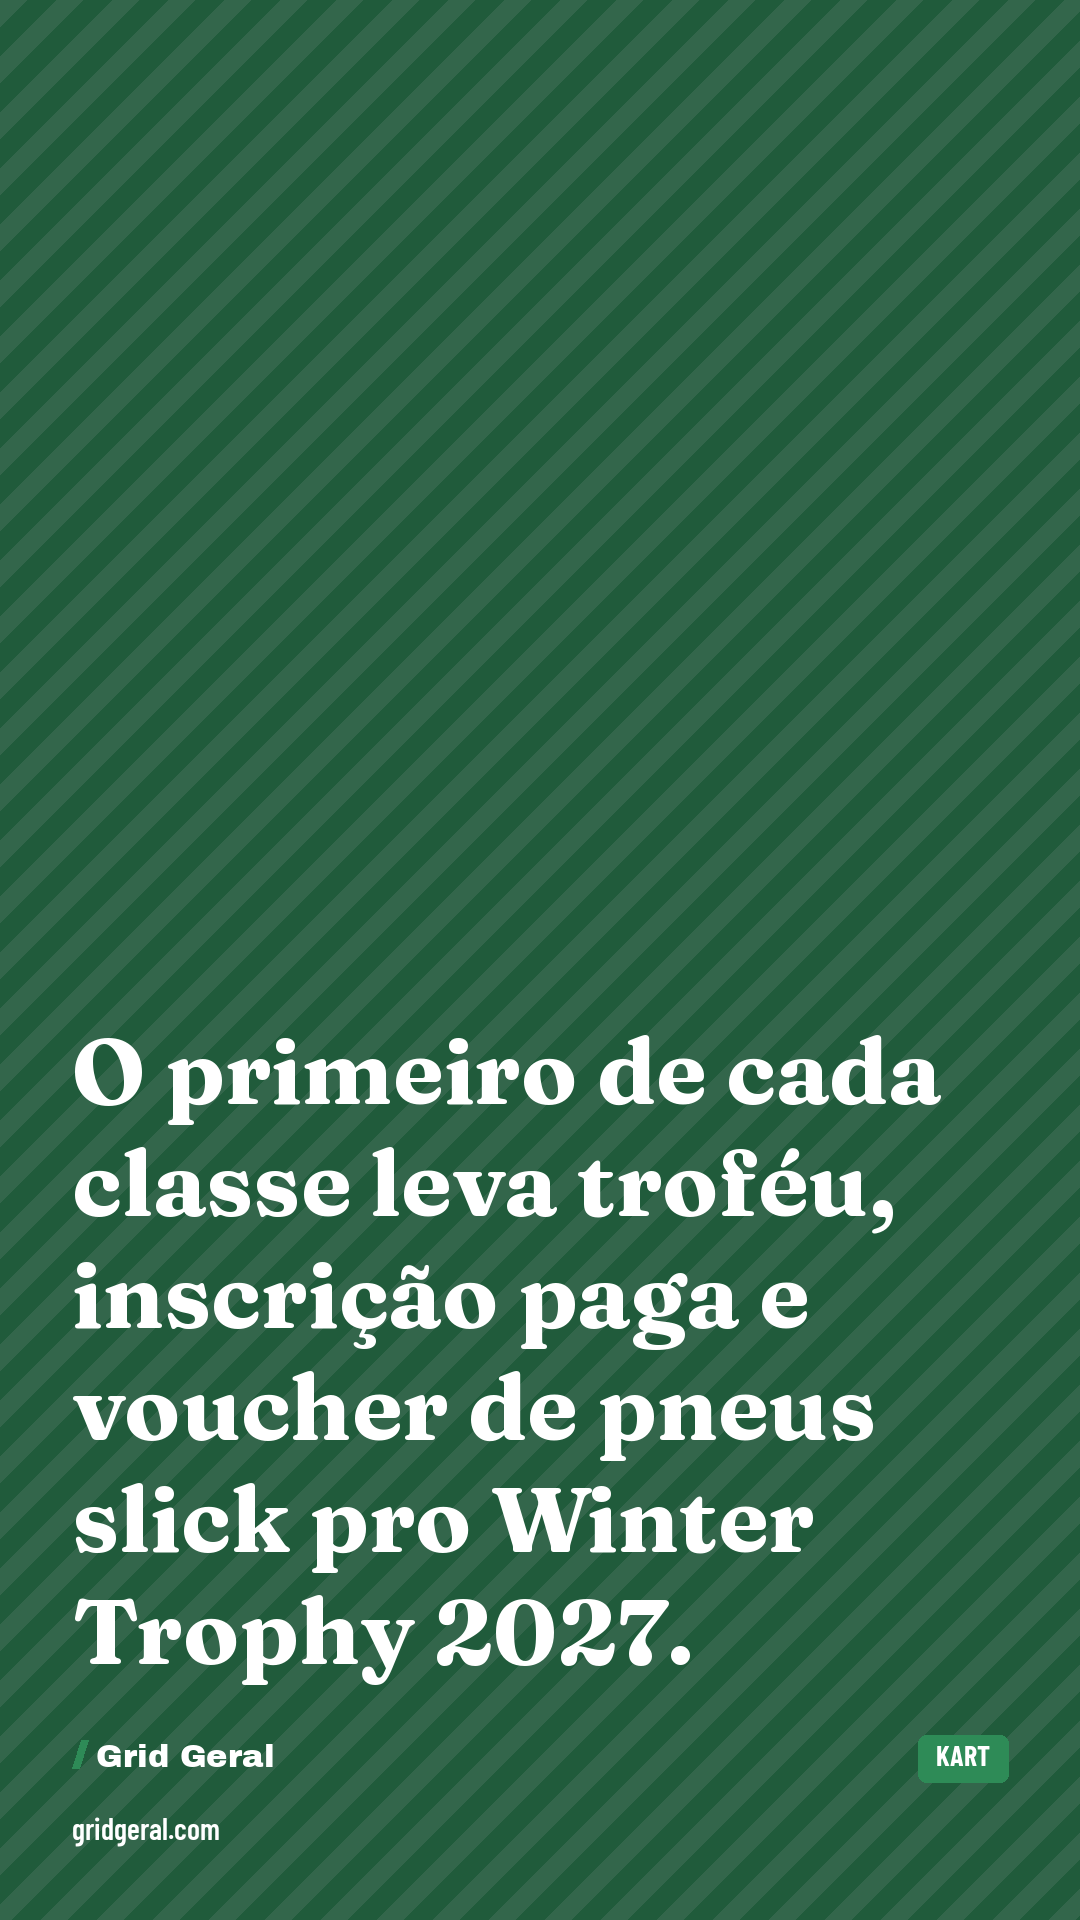 O primeiro de cada
classe leva troféu,
inscrição paga e
voucher de pneus
slick pro Winter
Trophy 2027.
/ Grid Geral
KART
gridgeral.com